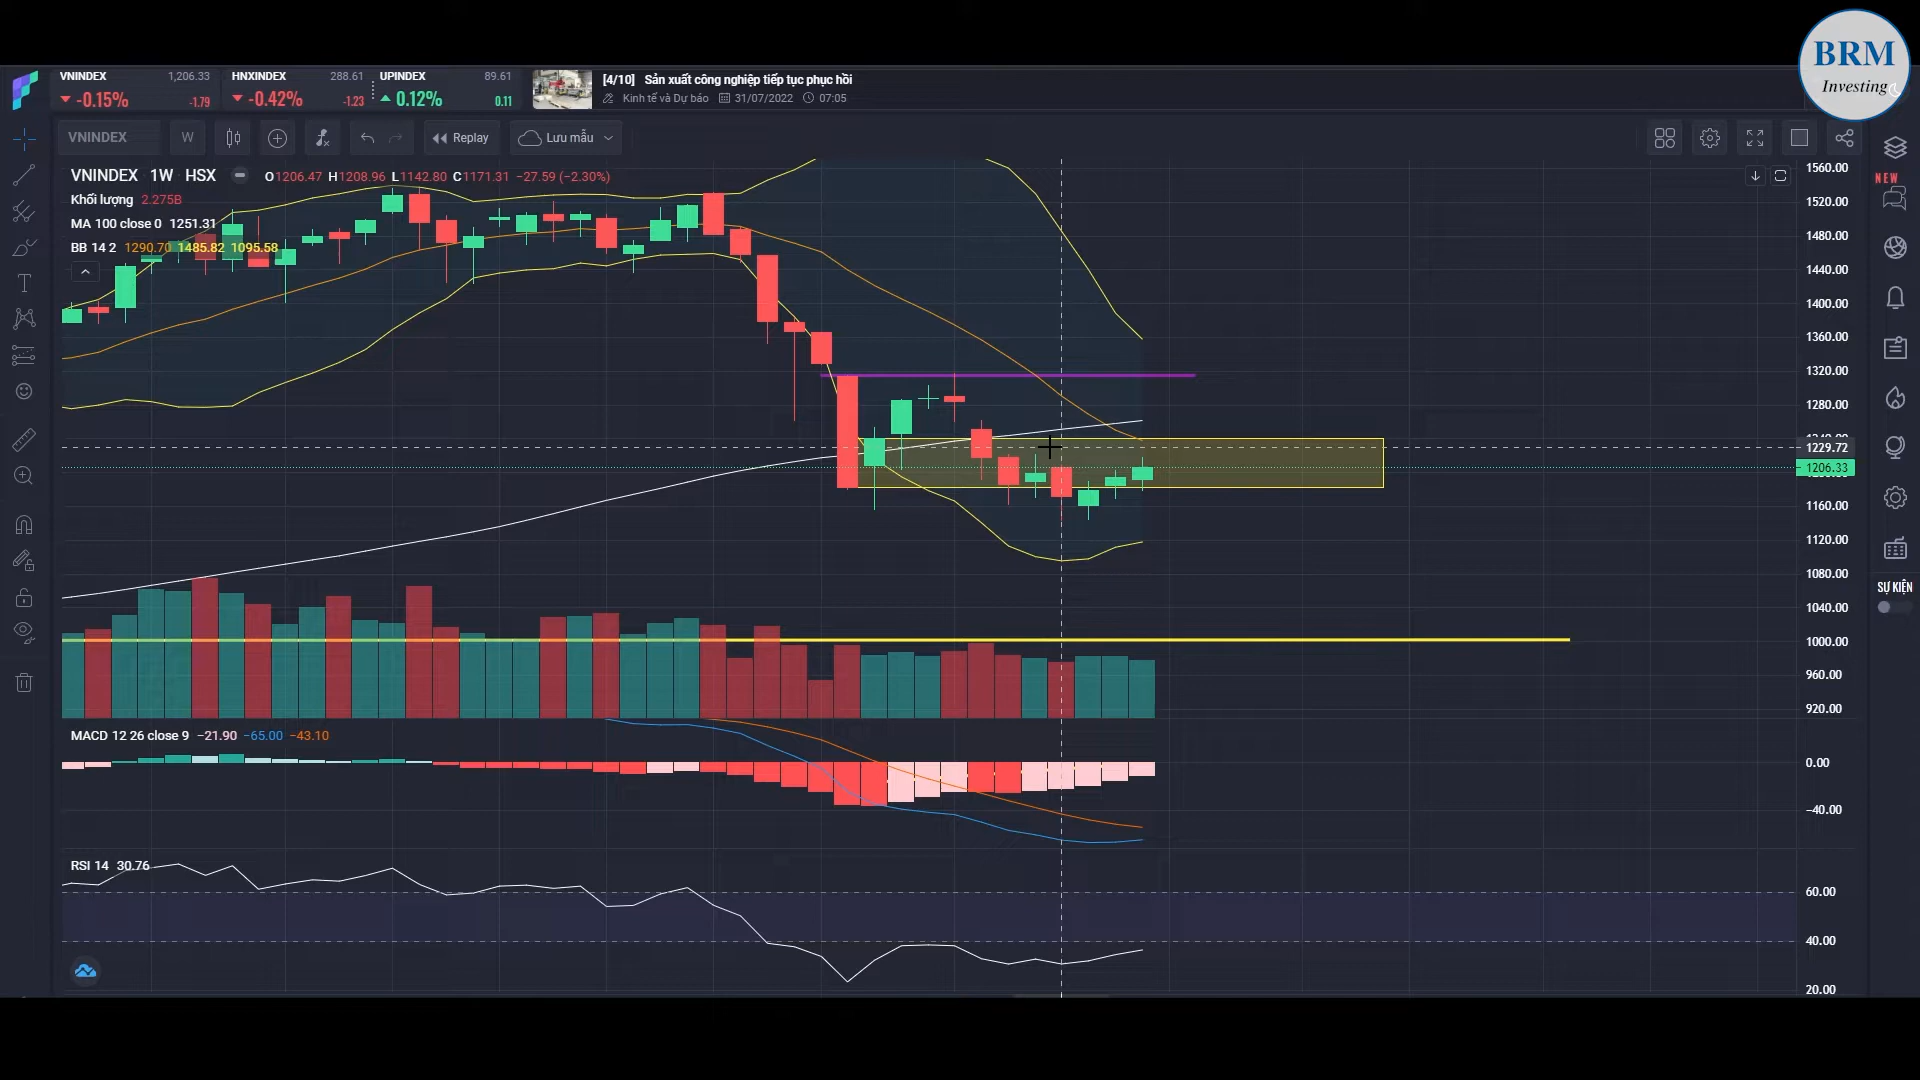 BRM
Investing
VNINDEX 1,206.33
-0.15% -1.79
HNXINDEX 288.61
-0.42% -1.23
UPINDEX 89.61
0.12% 0.11
[4/10] Sản xuất công nghiệp tiếp tục phục hồi
Kinh tế và Dự báo 31/07/2022 07:05
VNINDEX W Replay Lưu mẫu
VNINDEX 1W HSX O1206.47 H1208.96 L1142.80 C1171.31 −27.59 (−2.30%)
Khối lượng 2.275B
MA 100 close 0 1251.31
BB 14 2 1290.70 1485.82 1095.58
1560.00
1520.00
1480.00
1440.00
1400.00
1360.00
1320.00
1280.00
1229.72
1206.33
1160.00
1120.00
1080.00
1040.00
1000.00
960.00
920.00
NEW
SỰ KIỆN
MACD 12 26 close 9 −21.90 −65.00 −43.10
0.00
−40.00
RSI 14 30.76
60.00
40.00
20.00